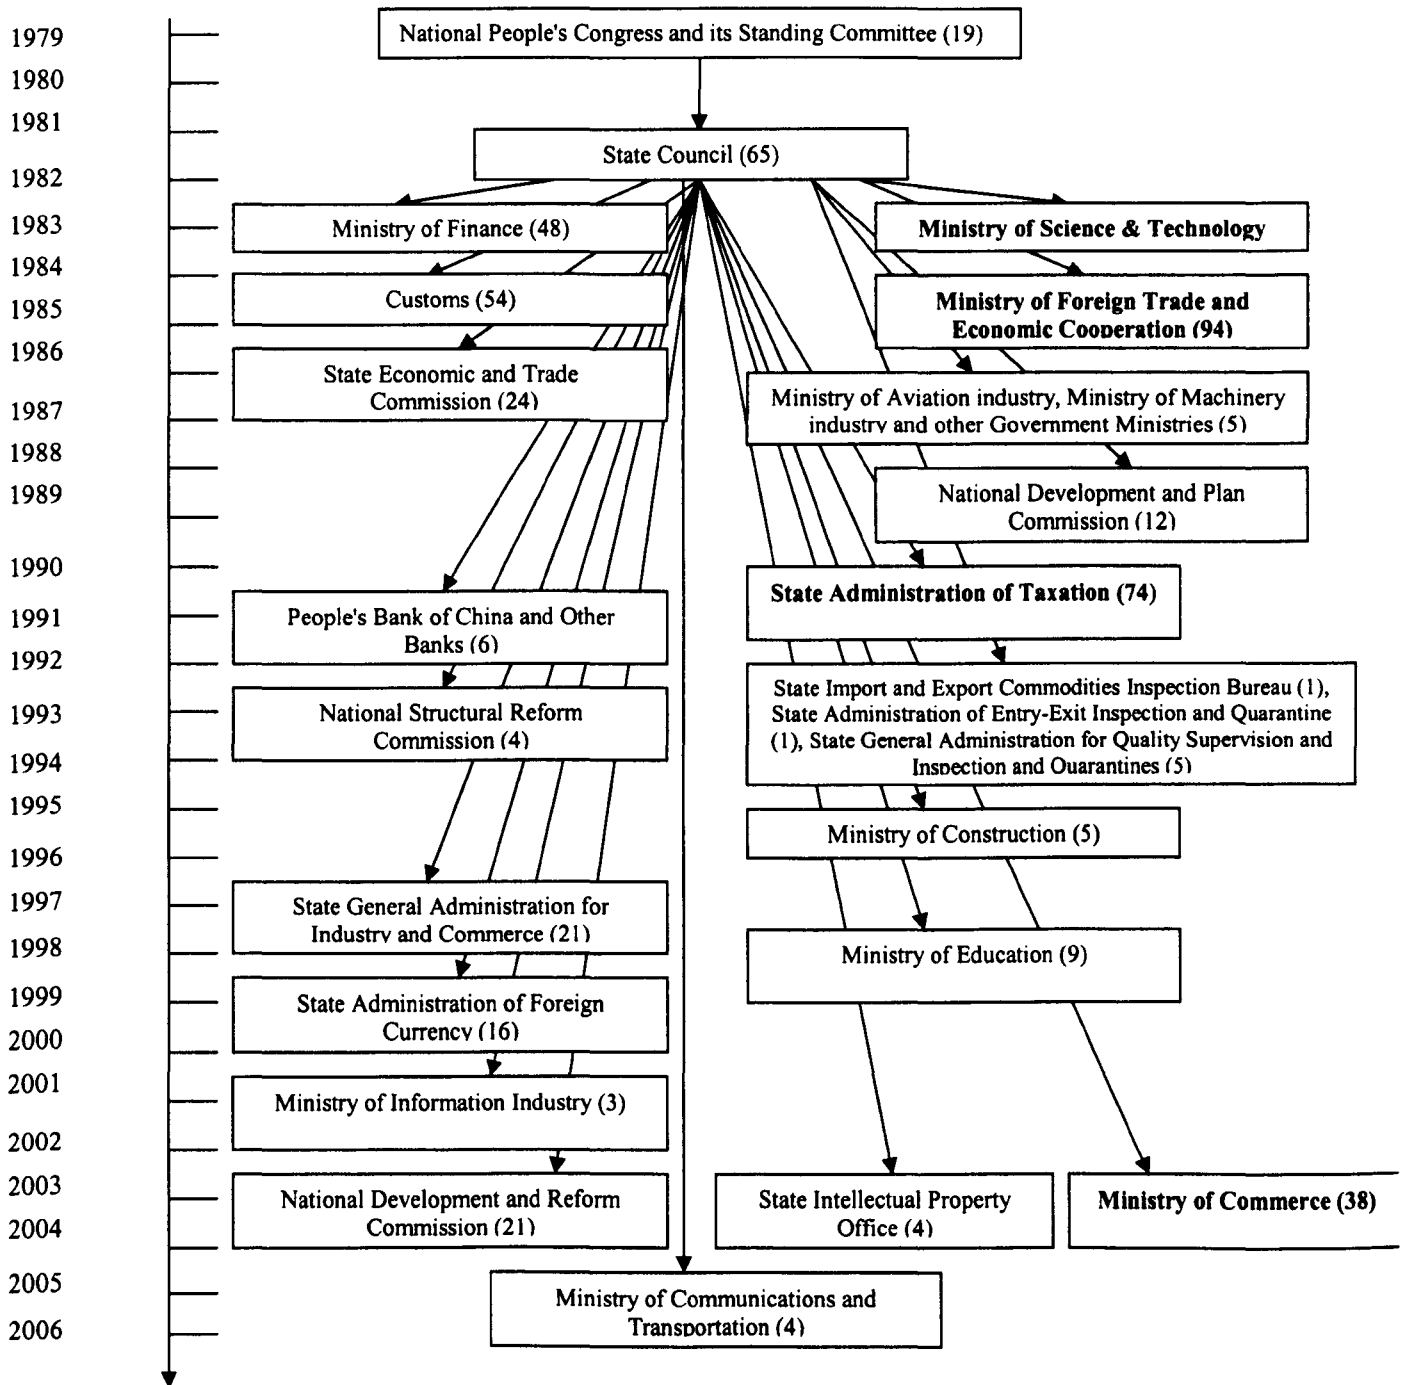 1979
1980
1981
1982
1983
1984
1985
1986
1987
1988
1989
1990
1991
1992
1993
1994
1995
1996
1997
1998
1999
2000
2001
2002
2003
2004
2005
2006
National People's Congress and its Standing Committee (19)
State Council (65)
Ministry of Finance (48)
Customs (54)
State Economic and Trade
Commission (24)
People's Bank of China and Other
Banks (6)
National Structural Reform
Commission (4)
State General Administration for
Industry and Commerce (21)
State Administration of Foreign
Currency (16)
Ministry of Information Industry (3)
National Development and Reform
Commission (21)
Ministry of Science & Technology
Ministry of Foreign Trade and
Economic Cooperation (94)
Ministry of Aviation industry, Ministry of Machinery
industry and other Government Ministries (5)
National Development and Plan
Commission (12)
State Administration of Taxation (74)
State Import and Export Commodities Inspection Bureau (1),
State Administration of Entry-Exit Inspection and Quarantine
(1), State General Administration for Quality Supervision and
Inspection and Quarantines (5)
Ministry of Construction (5)
Ministry of Education (9)
State Intellectual Property
Office (4)
Ministry of Commerce (38)
Ministry of Communications and
Transportation (4)